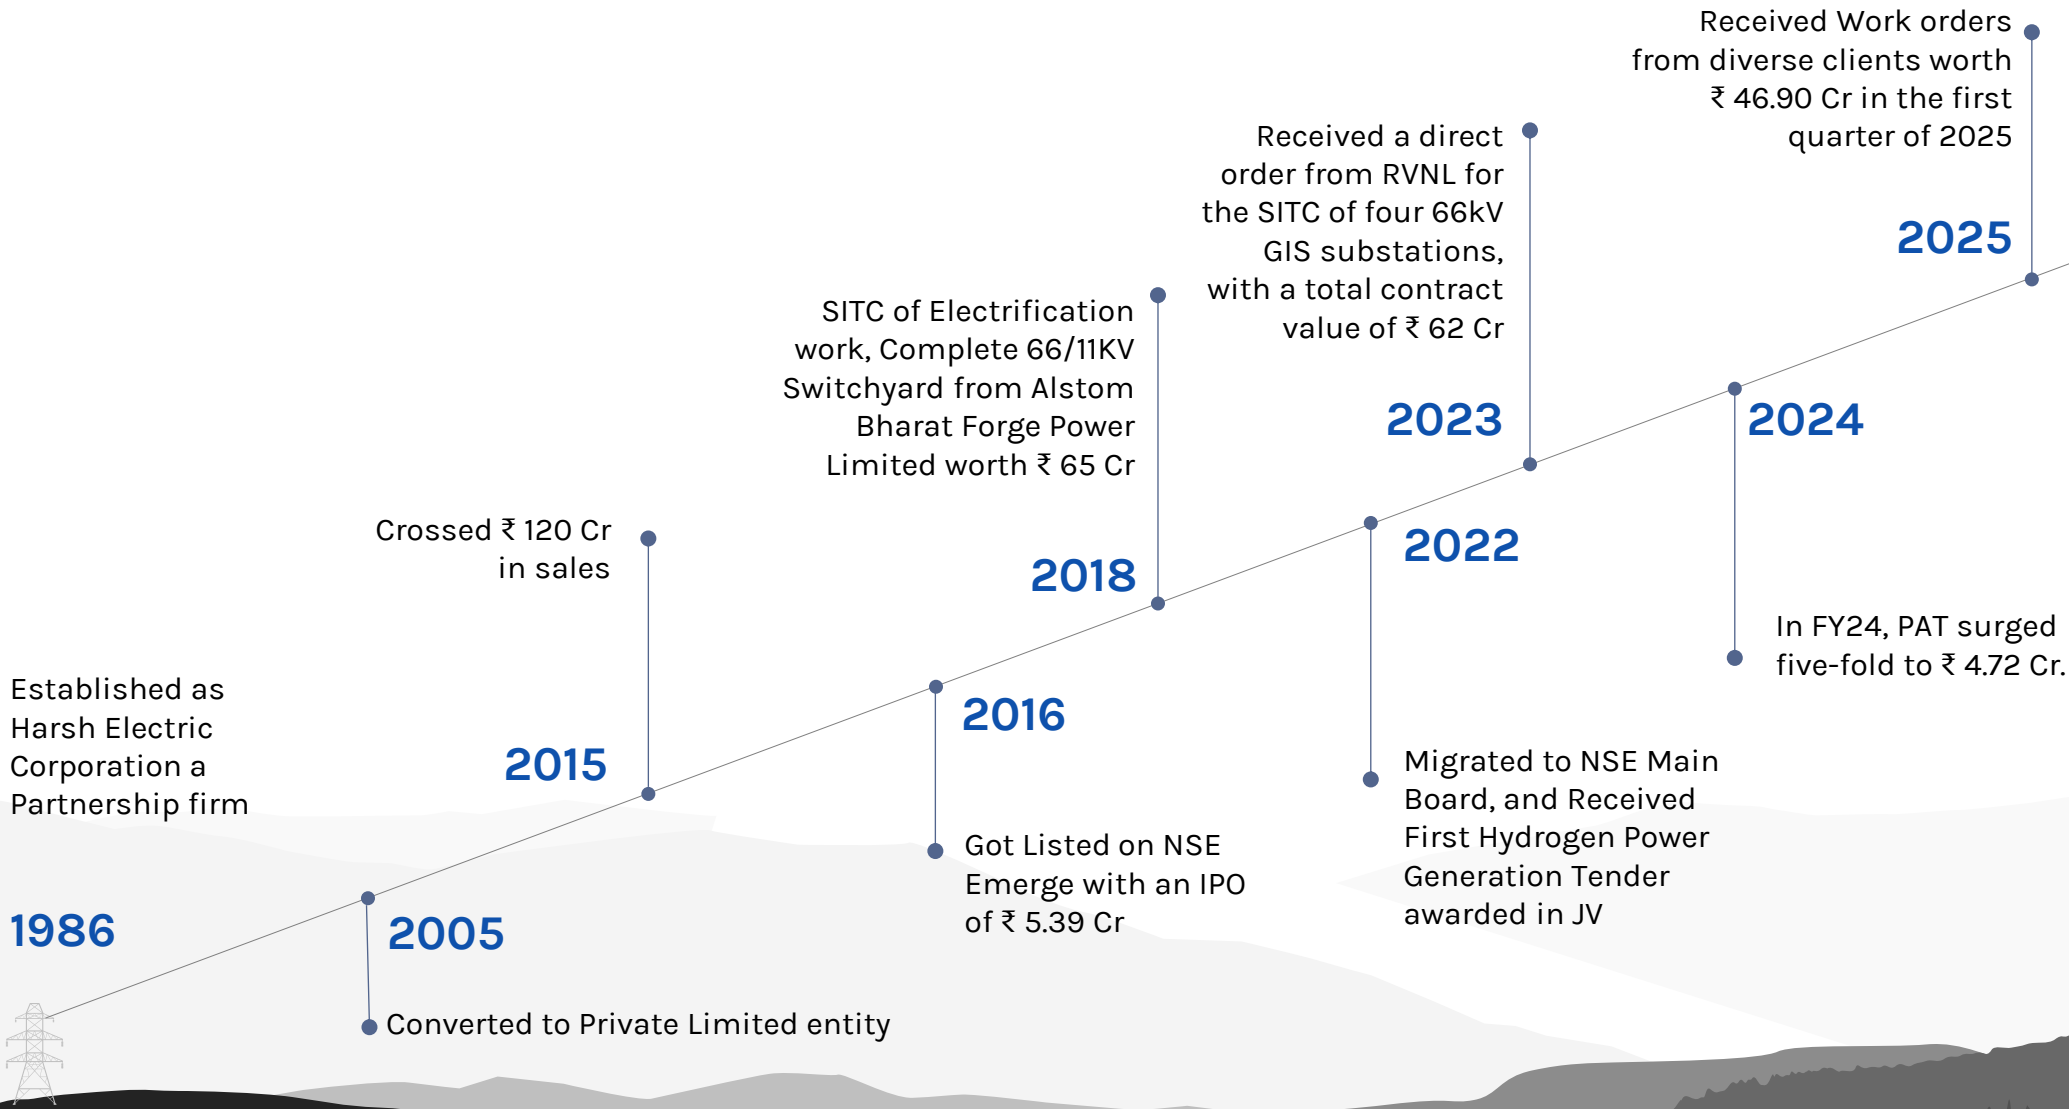 Established as
Harsh Electric
Corporation a
Partnership firm
1986
2005
Converted to Private Limited entity
Crossed ₹ 120 Cr
in sales
2015
2016
Got Listed on NSE
Emerge with an IPO
of ₹ 5.39 Cr
SITC of Electrification
work, Complete 66/11KV
Switchyard from Alstom
Bharat Forge Power
Limited worth ₹ 65 Cr
2018
2022
Migrated to NSE Main
Board, and Received
First Hydrogen Power
Generation Tender
awarded in JV
Received a direct
order from RVNL for
the SITC of four 66kV
GIS substations,
with a total contract
value of ₹ 62 Cr
2023
2024
In FY24, PAT surged
five-fold to ₹ 4.72 Cr.
Received Work orders
from diverse clients worth
₹ 46.90 Cr in the first
quarter of 2025
2025